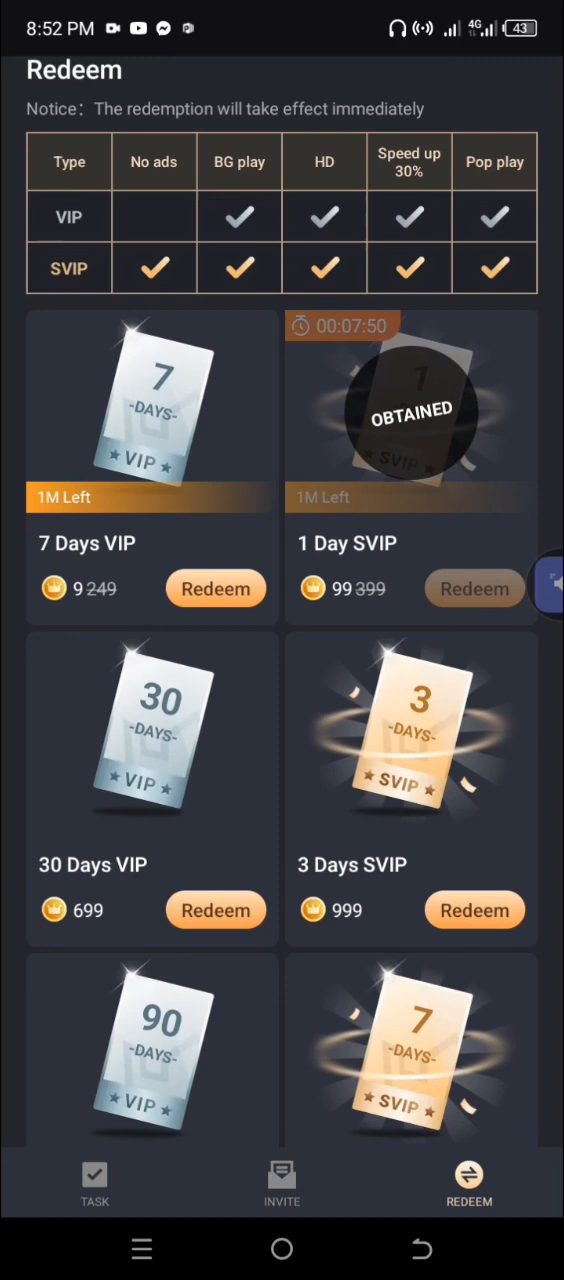 8:52 PM
4G
43
Redeem
Notice：The redemption will take effect immediately
Type No ads BG play HD Speed up 30% Pop play
VIP
SVIP
7
-DAYS-
★ VIP ★
1M Left
7 Days VIP
9 249
Redeem
00:07:50
1
OBTAINED
SVIP
1M Left
1 Day SVIP
99 399
Redeem
30
-DAYS-
★ VIP ★
30 Days VIP
699
Redeem
3
-DAYS-
★ SVIP ★
3 Days SVIP
999
Redeem
90
-DAYS-
★ VIP ★
7
-DAYS-
★ SVIP ★
TASK
INVITE
REDEEM